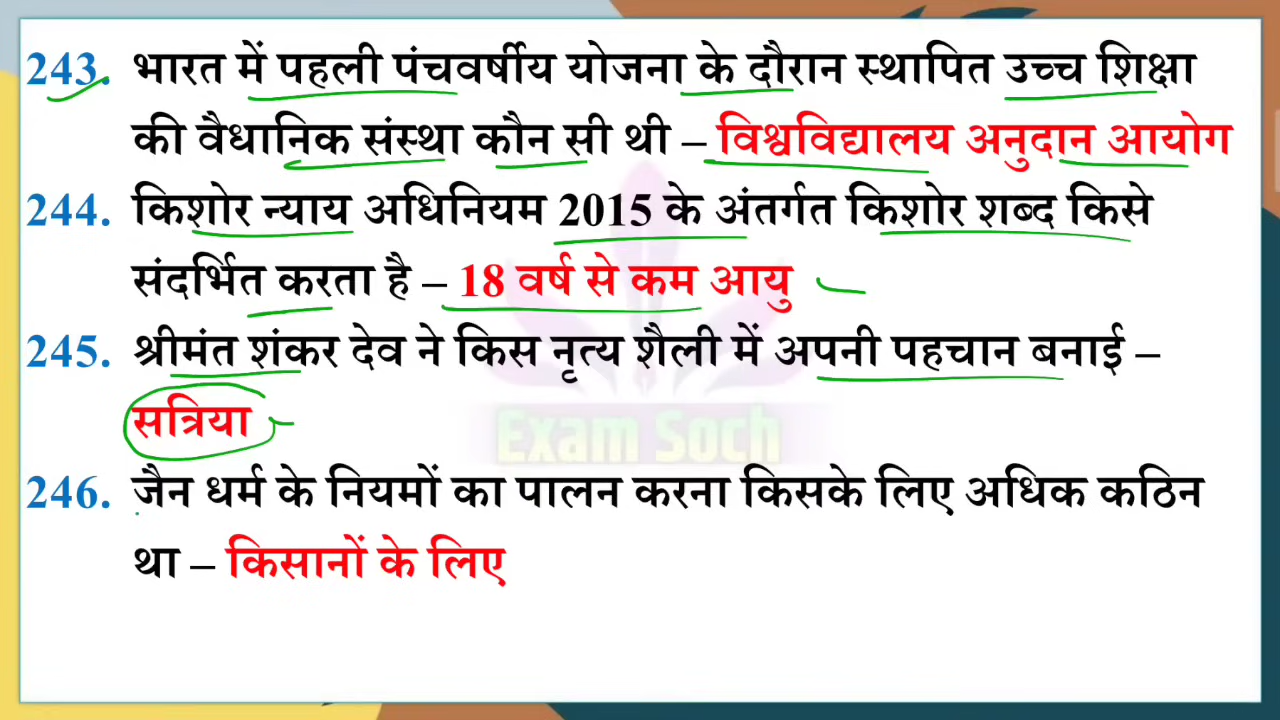 243. भारत में पहली पंचवर्षीय योजना के दौरान स्थापित उच्च शिक्षा
की वैधानिक संस्था कौन सी थी – विश्वविद्यालय अनुदान आयोग
244. किशोर न्याय अधिनियम 2015 के अंतर्गत किशोर शब्द किसे
संदर्भित करता है – 18 वर्ष से कम आयु
245. श्रीमंत शंकर देव ने किस नृत्य शैली में अपनी पहचान बनाई –
सत्रिया
Exam Soch
246. जैन धर्म के नियमों का पालन करना किसके लिए अधिक कठिन
था – किसानों के लिए